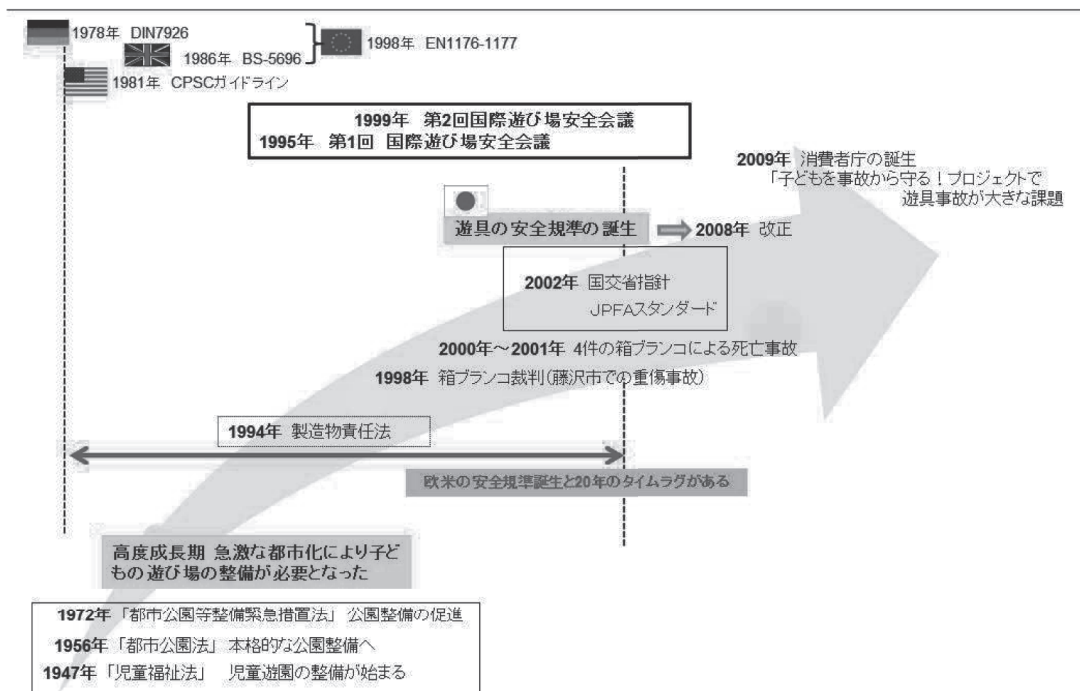 1978年 DIN7926
1986年 BS-5696
1998年 EN1176-1177
1981年 CPSCガイドライン
1999年 第2回国際遊び場安全会議
1995年 第1回 国際遊び場安全会議
2009年 消費者庁の誕生
「子どもを事故から守る！プロジェクトで
遊具事故が大きな課題
遊具の安全規準の誕生
2008年 改正
2002年 国交省指針
JPFAスタンダード
2000年～2001年 4件の箱ブランコによる死亡事故
1998年 箱ブランコ裁判(藤沢市での重傷事故)
1994年 製造物責任法
欧米の安全規準誕生と20年のタイムラグがある
高度成長期 急激な都市化により子ど
もの遊び場の整備が必要となった
1972年「都市公園等整備緊急措置法」 公園整備の促進
1956年「都市公園法」 本格的な公園整備へ
1947年「児童福祉法」 児童遊園の整備が始まる